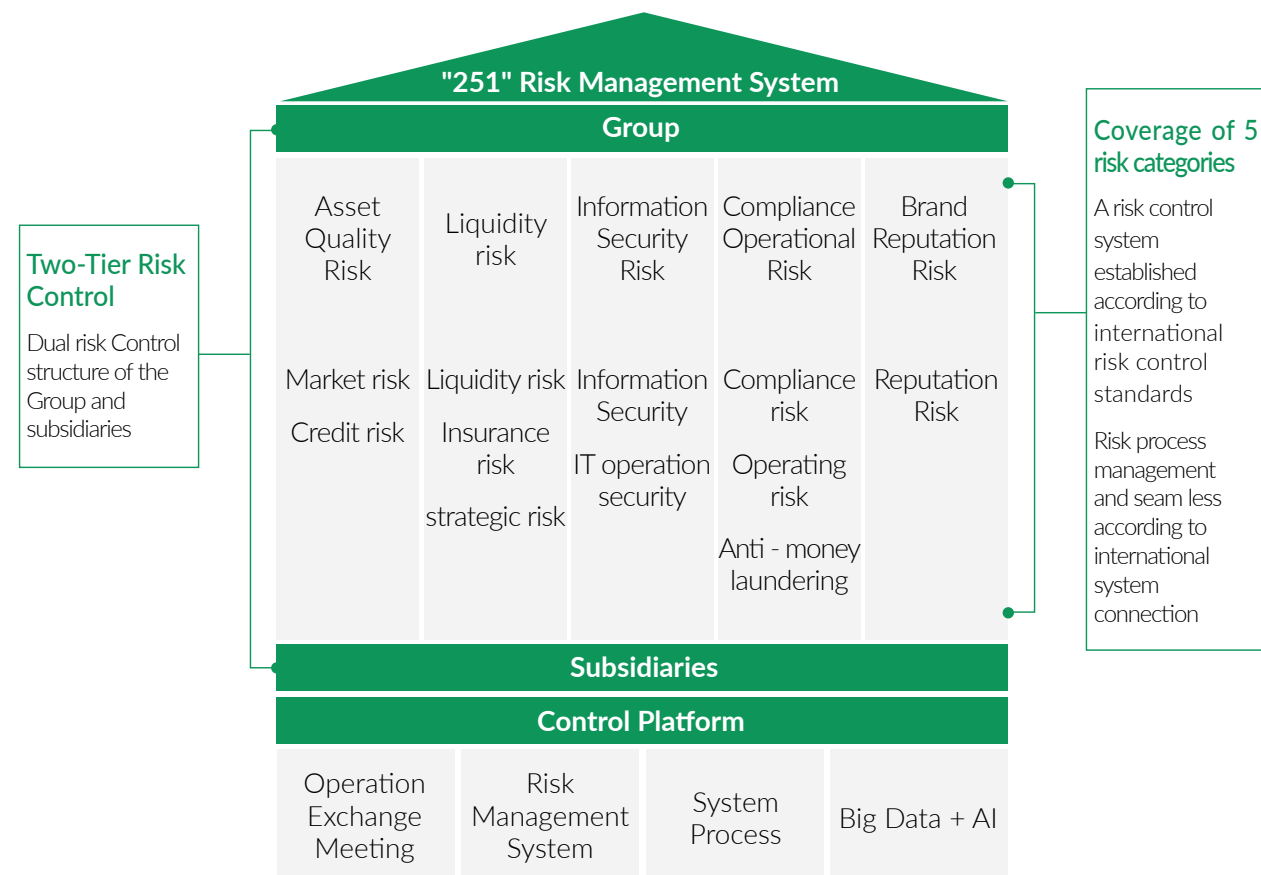 "251" Risk Management System
Group
Two-Tier Risk
Control
Dual risk Control
structure of the
Group and
subsidiaries
Asset
Quality
Risk
Liquidity
risk
Information
Security
Risk
Compliance
Operational
Risk
Brand
Reputation
Risk
Market risk
Credit risk
Liquidity risk
Insurance
risk
strategic risk
Information
Security
IT operation
security
Compliance
risk
Operating
risk
Anti - money
laundering
Reputation
Risk
Coverage of 5
risk categories
A risk control
system
established
according to
international
risk control
standards
Risk process
management
and seam less
according to
international
system
connection
Subsidiaries
Control Platform
Operation
Exchange
Meeting
Risk
Management
System
System
Process
Big Data + AI